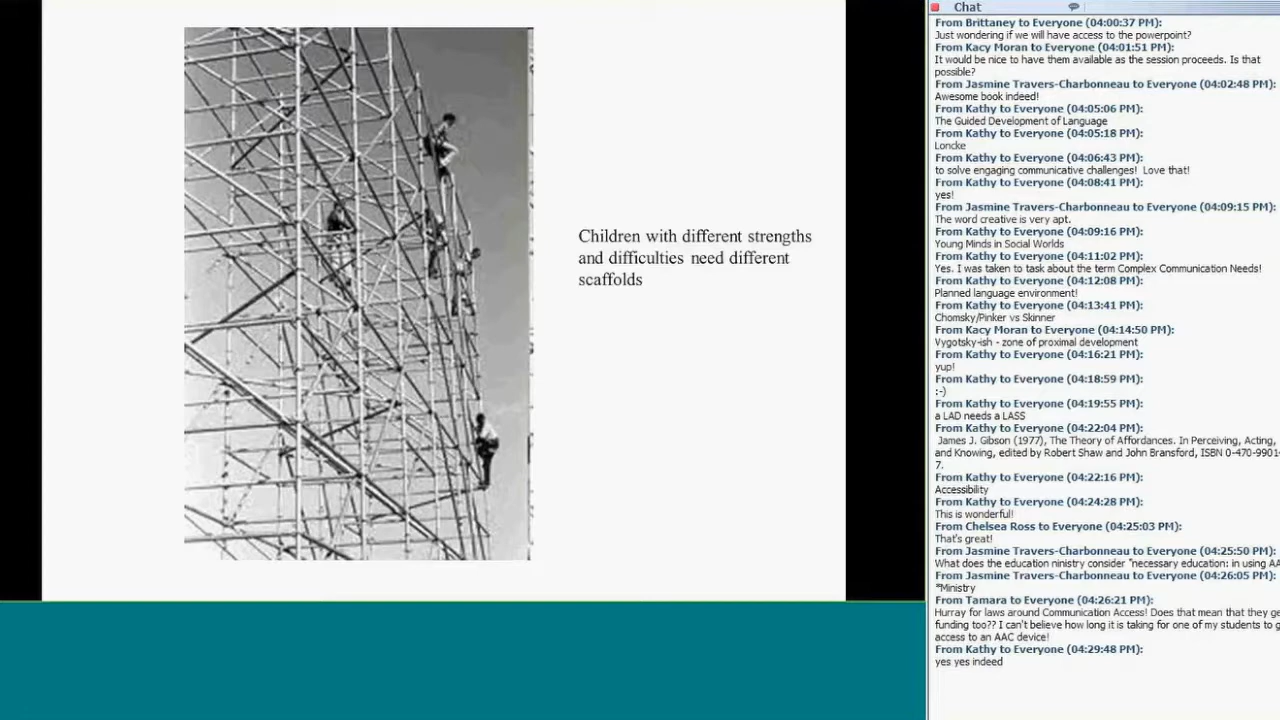 Children with different strengths
and difficulties need different
scaffolds
Chat
From Brittaney to Everyone (04:00:37 PM):
Just wondering if we will have access to the powerpoint?
From Kacy Moran to Everyone (04:01:51 PM):
It would be nice to have them available as the session proceeds. Is that
possible?
From Jasmine Travers-Charbonneau to Everyone (04:02:48 PM):
Awesome book indeed!
From Kathy to Everyone (04:05:06 PM):
The Guided Development of Language
From Kathy to Everyone (04:05:18 PM):
Loncke
From Kathy to Everyone (04:06:43 PM):
to solve engaging communicative challenges! Love that!
From Kathy to Everyone (04:08:41 PM):
yes!
From Jasmine Travers-Charbonneau to Everyone (04:09:15 PM):
The word creative is very apt.
From Kathy to Everyone (04:09:16 PM):
Young Minds in Social Worlds
From Kathy to Everyone (04:11:02 PM):
Yes. I was taken to task about the term Complex Communication Needs!
From Kathy to Everyone (04:12:08 PM):
Planned language environment!
From Kathy to Everyone (04:13:41 PM):
Chomsky/Pinker vs Skinner
From Kacy Moran to Everyone (04:14:50 PM):
Vygotsky-ish - zone of proximal development
From Kathy to Everyone (04:16:21 PM):
yup!
From Kathy to Everyone (04:18:59 PM):
:-)
From Kathy to Everyone (04:19:55 PM):
a LAD needs a LASS
From Kathy to Everyone (04:22:04 PM):
James J. Gibson (1977), The Theory of Affordances. In Perceiving, Acting,
and Knowing, edited by Robert Shaw and John Bransford, ISBN 0-470-9901-
7.
From Kathy to Everyone (04:22:16 PM):
Accessibility
From Kathy to Everyone (04:24:28 PM):
This is wonderful!
From Chelsea Ross to Everyone (04:25:03 PM):
That's great!
From Jasmine Travers-Charbonneau to Everyone (04:25:50 PM):
What does the education ninistry consider "necessary education: in using AA
From Jasmine Travers-Charbonneau to Everyone (04:26:05 PM):
*Ministry
From Tamara to Everyone (04:26:21 PM):
Hurray for laws around Communication Access! Does that mean that they ge
funding too?? I can't believe how long it is taking for one of my students to g
access to an AAC device!
From Kathy to Everyone (04:29:48 PM):
yes yes indeed